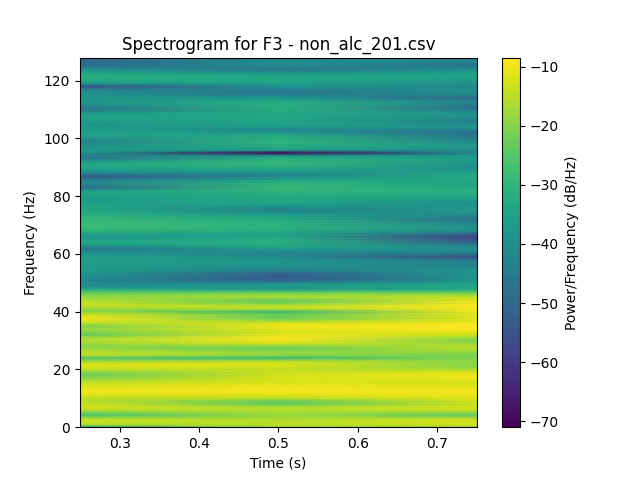 Spectrogram for F3 - non_alc_201.csv
120
100
80
60
40
20
0
Frequency (Hz)
0.3 0.4 0.5 0.6 0.7
Time (s)
−10
−20
−30
−40
−50
−60
−70
Power/Frequency (dB/Hz)